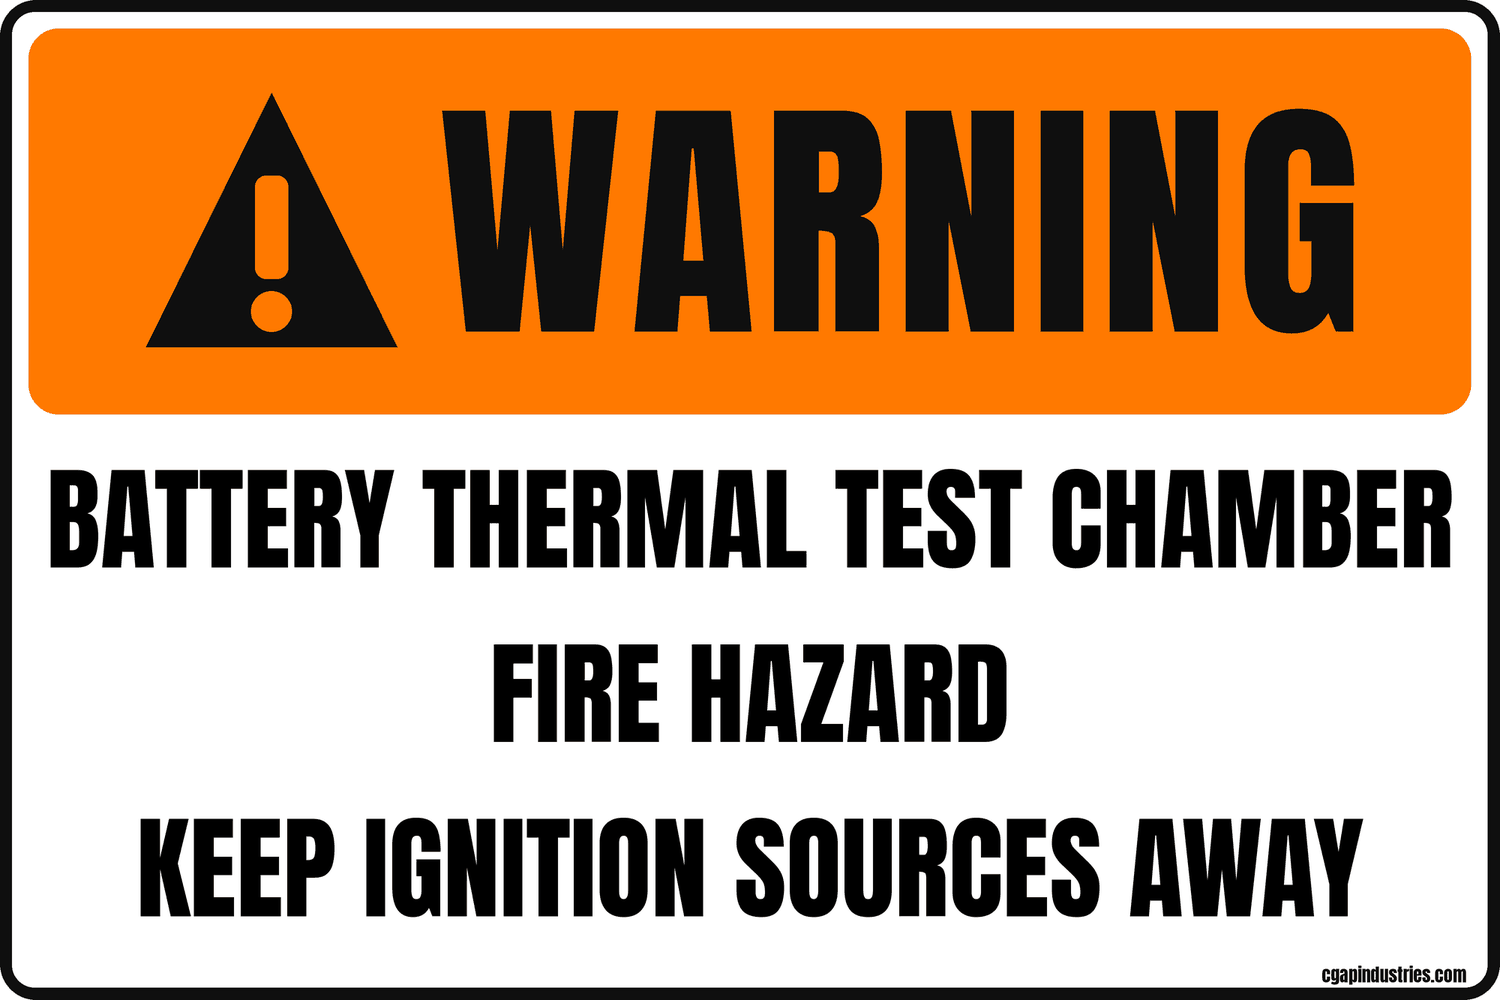 WARNING
BATTERY THERMAL TEST CHAMBER
FIRE HAZARD
KEEP IGNITION SOURCES AWAY
cgapindustries.com